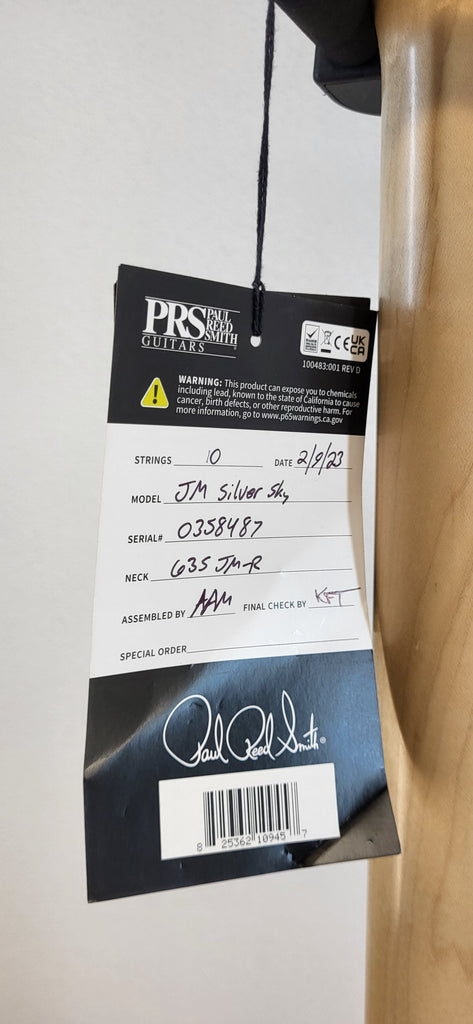 PRS PAUL REED SMITH
GUITARS
UK CA
CE
100483:001 REV D
WARNING: This product can expose you to chemicals
including lead, known to the state of California to cause
cancer, birth defects, or other reproductive harm. For
more information, go to www.p65warnings.ca.gov
STRINGS 10 DATE 2/9/23
MODEL JM Silver Sky
SERIAL# 0358487
NECK 635 JM-R
ASSEMBLED BY AAM FINAL CHECK BY KFT
SPECIAL ORDER
Paul Reed Smith®
8 25362 10945 7